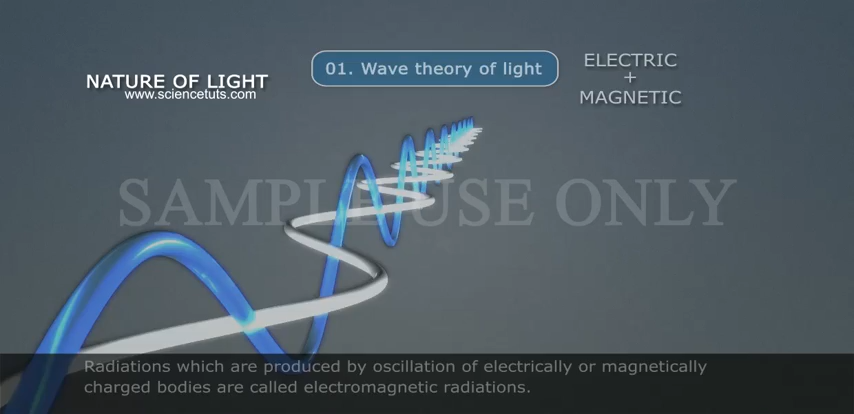 NATURE OF LIGHT
www.sciencetuts.com
01. Wave theory of light
ELECTRIC
+
MAGNETIC
SAMPLE USE ONLY
Radiations which are produced by oscillation of electrically or magnetically
charged bodies are called electromagnetic radiations.